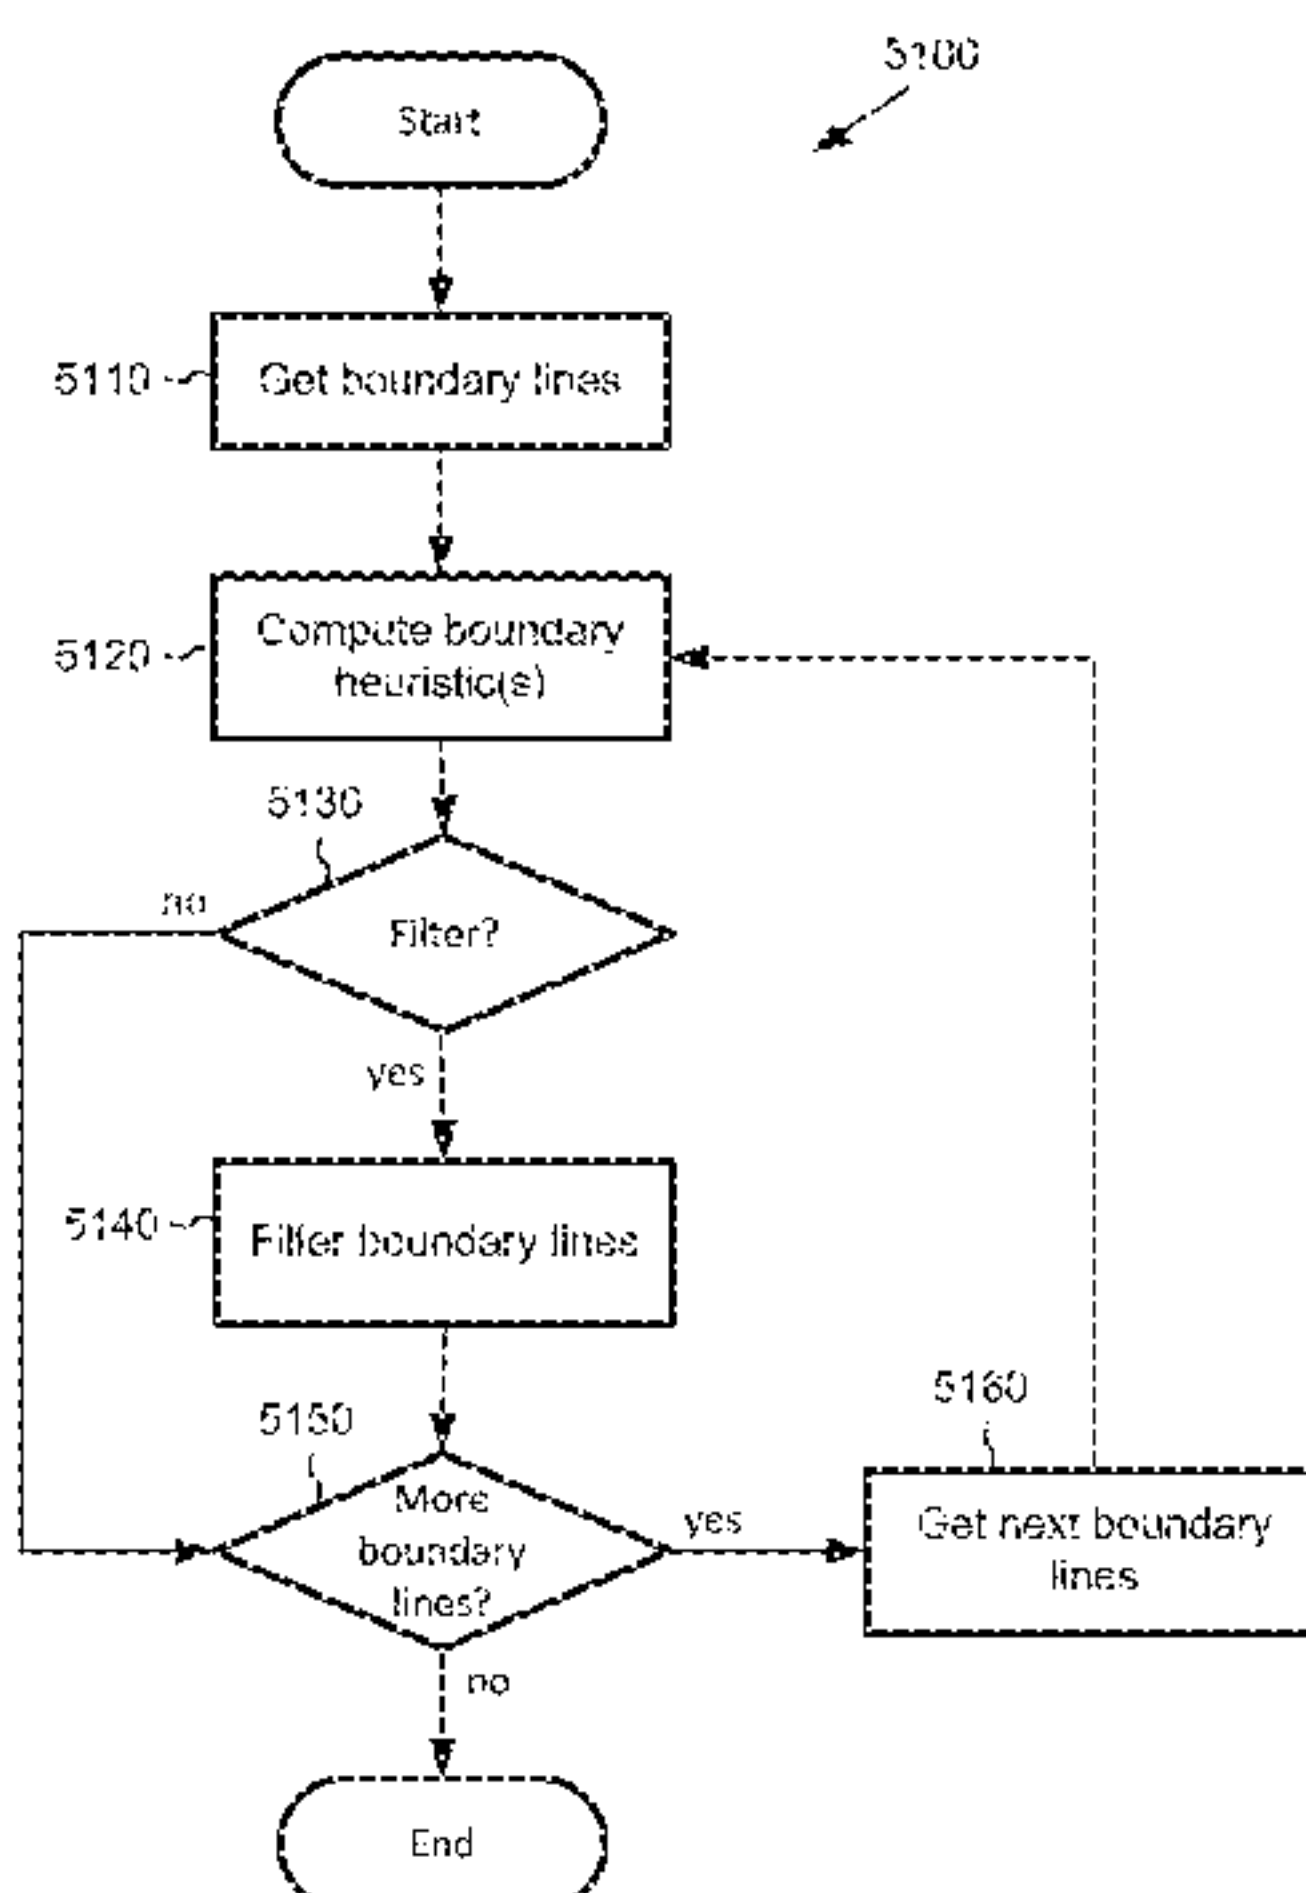 5100
Start
5110
Get boundary lines
5120
Compute boundary
heuristic(s)
5130
no
Filter?
yes
5140
Filter boundary lines
5150
More
boundary
lines?
yes
5160
Get next boundary
lines
no
End